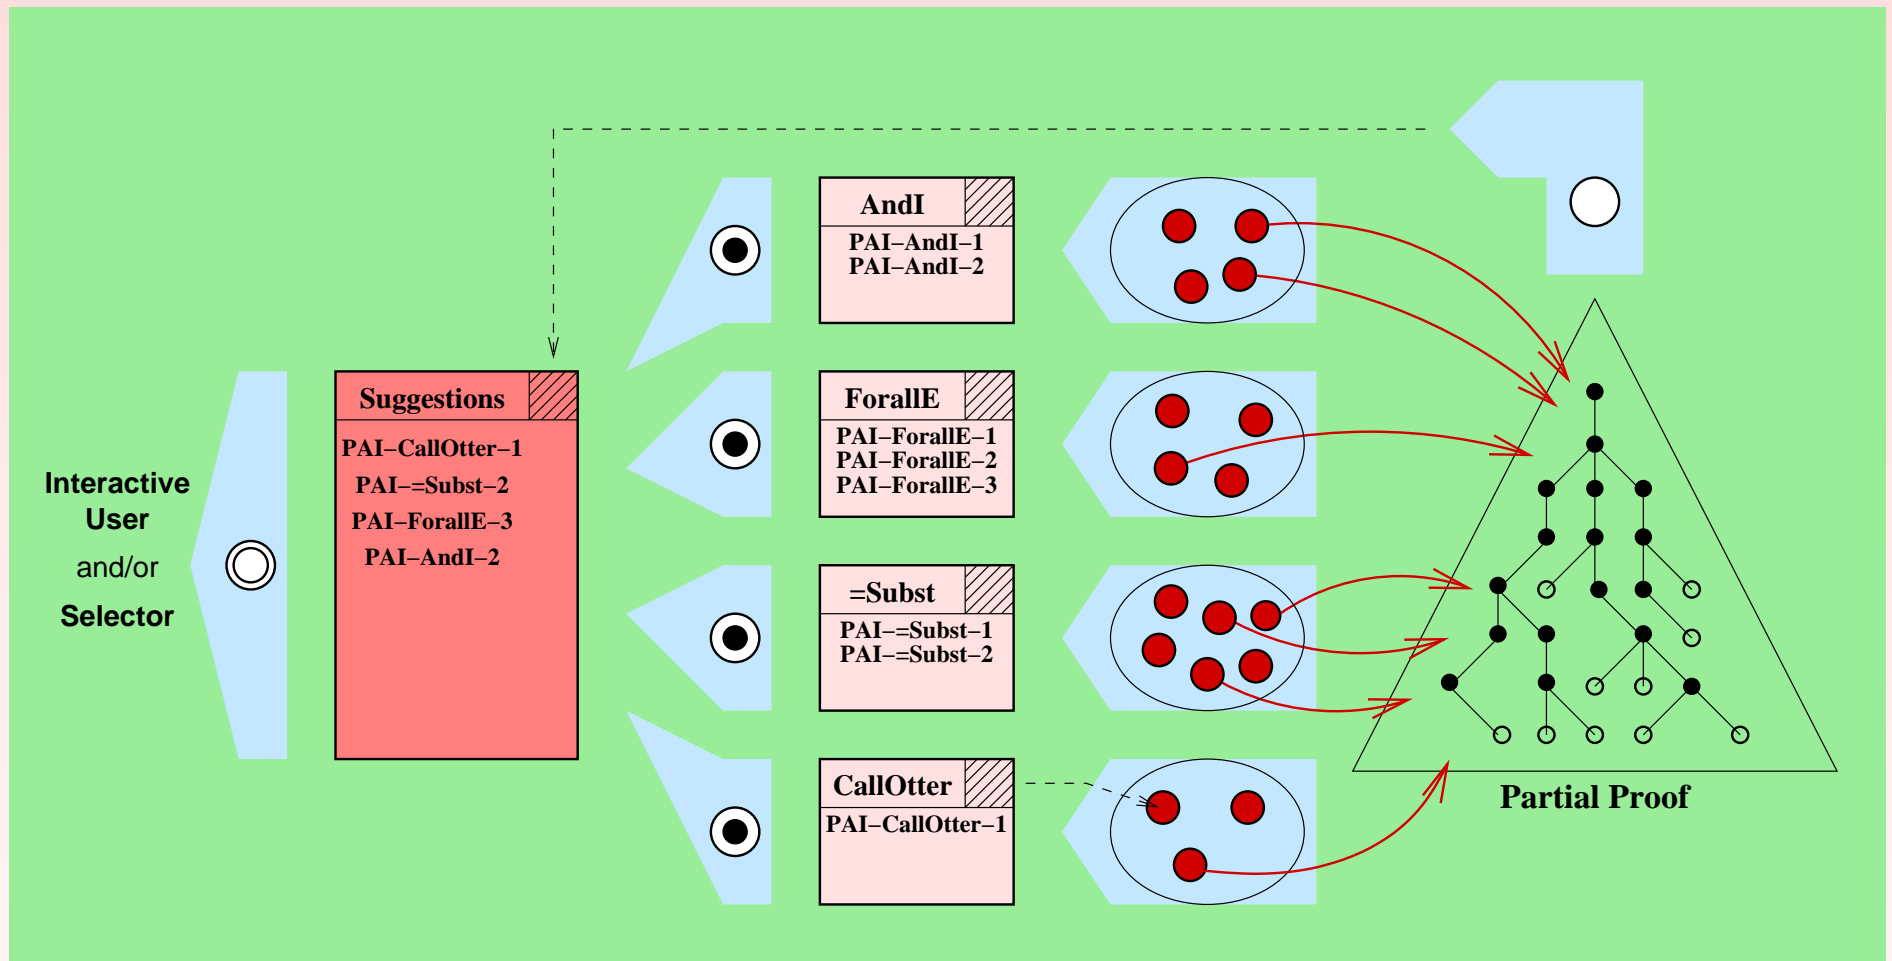 Interactive
User
and/or
Selector
Suggestions
PAI–CallOtter–1
PAI–=Subst–2
PAI–ForallE–3
PAI–AndI–2
AndI
PAI–AndI–1
PAI–AndI–2
ForallE
PAI–ForallE–1
PAI–ForallE–2
PAI–ForallE–3
=Subst
PAI–=Subst–1
PAI–=Subst–2
CallOtter
PAI–CallOtter–1
Partial Proof